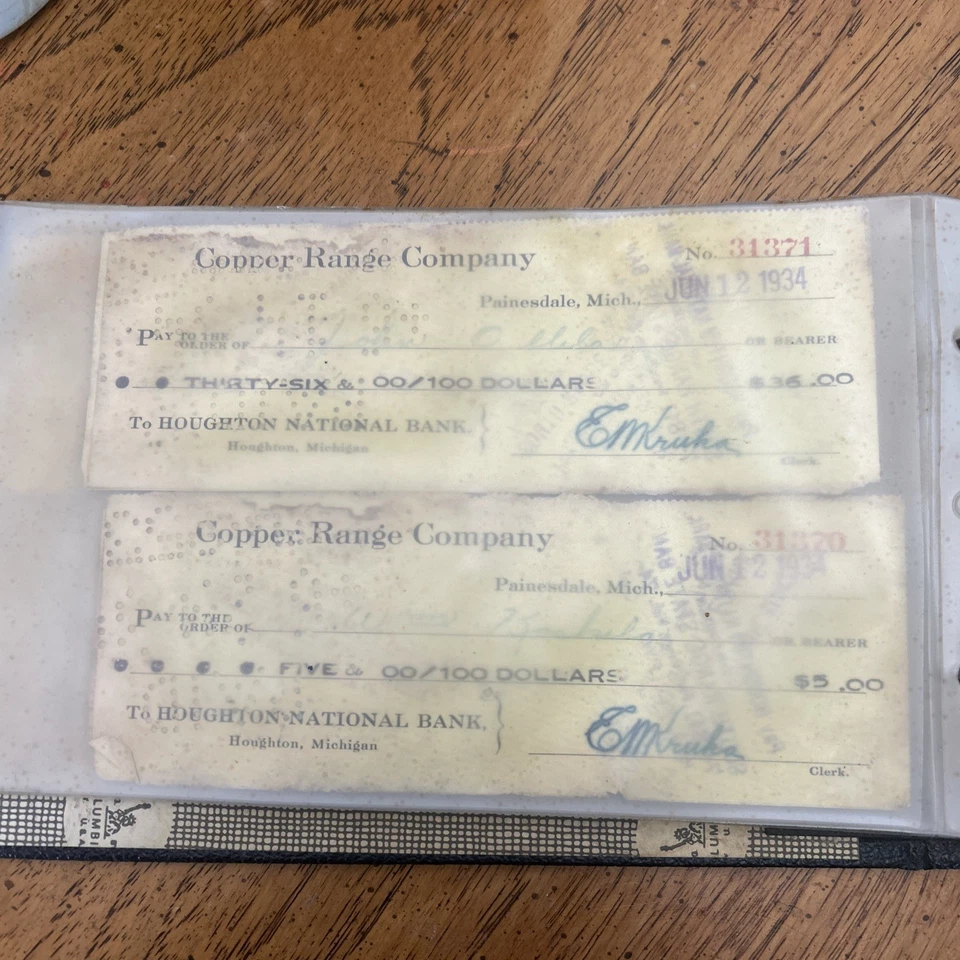 Copper Range Company
No. 31371
JUN 12 1934
Painesdale, Mich.,
PAY TO THE ORDER OF
OR BEARER
THIRTY-SIX & 00/100 DOLLARS
$36.00
To HOUGHTON NATIONAL BANK,
Houghton, Michigan
EMKruka
Clerk.
Copper Range Company
No. 31370
JUN 12 1934
Painesdale, Mich.,
PAY TO THE ORDER OF
OR BEARER
FIVE & 00/100 DOLLARS
$5.00
To HOUGHTON NATIONAL BANK,
Houghton, Michigan
EMKruka
Clerk.